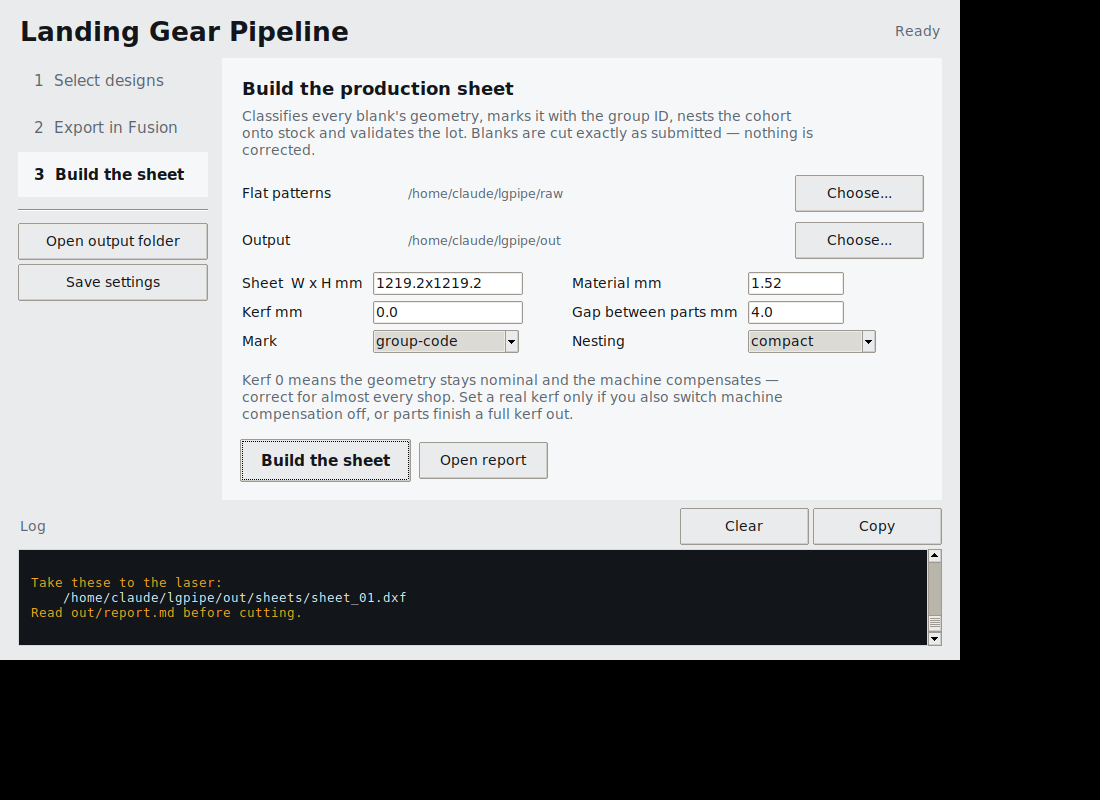 Landing Gear Pipeline
Ready
1 Select designs
2 Export in Fusion
3 Build the sheet
Open output folder
Save settings
Build the production sheet
Classifies every blank's geometry, marks it with the group ID, nests the cohort
onto stock and validates the lot. Blanks are cut exactly as submitted — nothing is
corrected.
Flat patterns /home/claude/lgpipe/raw Choose...
Output /home/claude/lgpipe/out Choose...
Sheet W x H mm 1219.2x1219.2 Material mm 1.52
Kerf mm 0.0 Gap between parts mm 4.0
Mark group-code Nesting compact
Kerf 0 means the geometry stays nominal and the machine compensates —
correct for almost every shop. Set a real kerf only if you also switch machine
compensation off, or parts finish a full kerf out.
Build the sheet Open report
Log Clear Copy
Take these to the laser:
/home/claude/lgpipe/out/sheets/sheet_01.dxf
Read out/report.md before cutting.